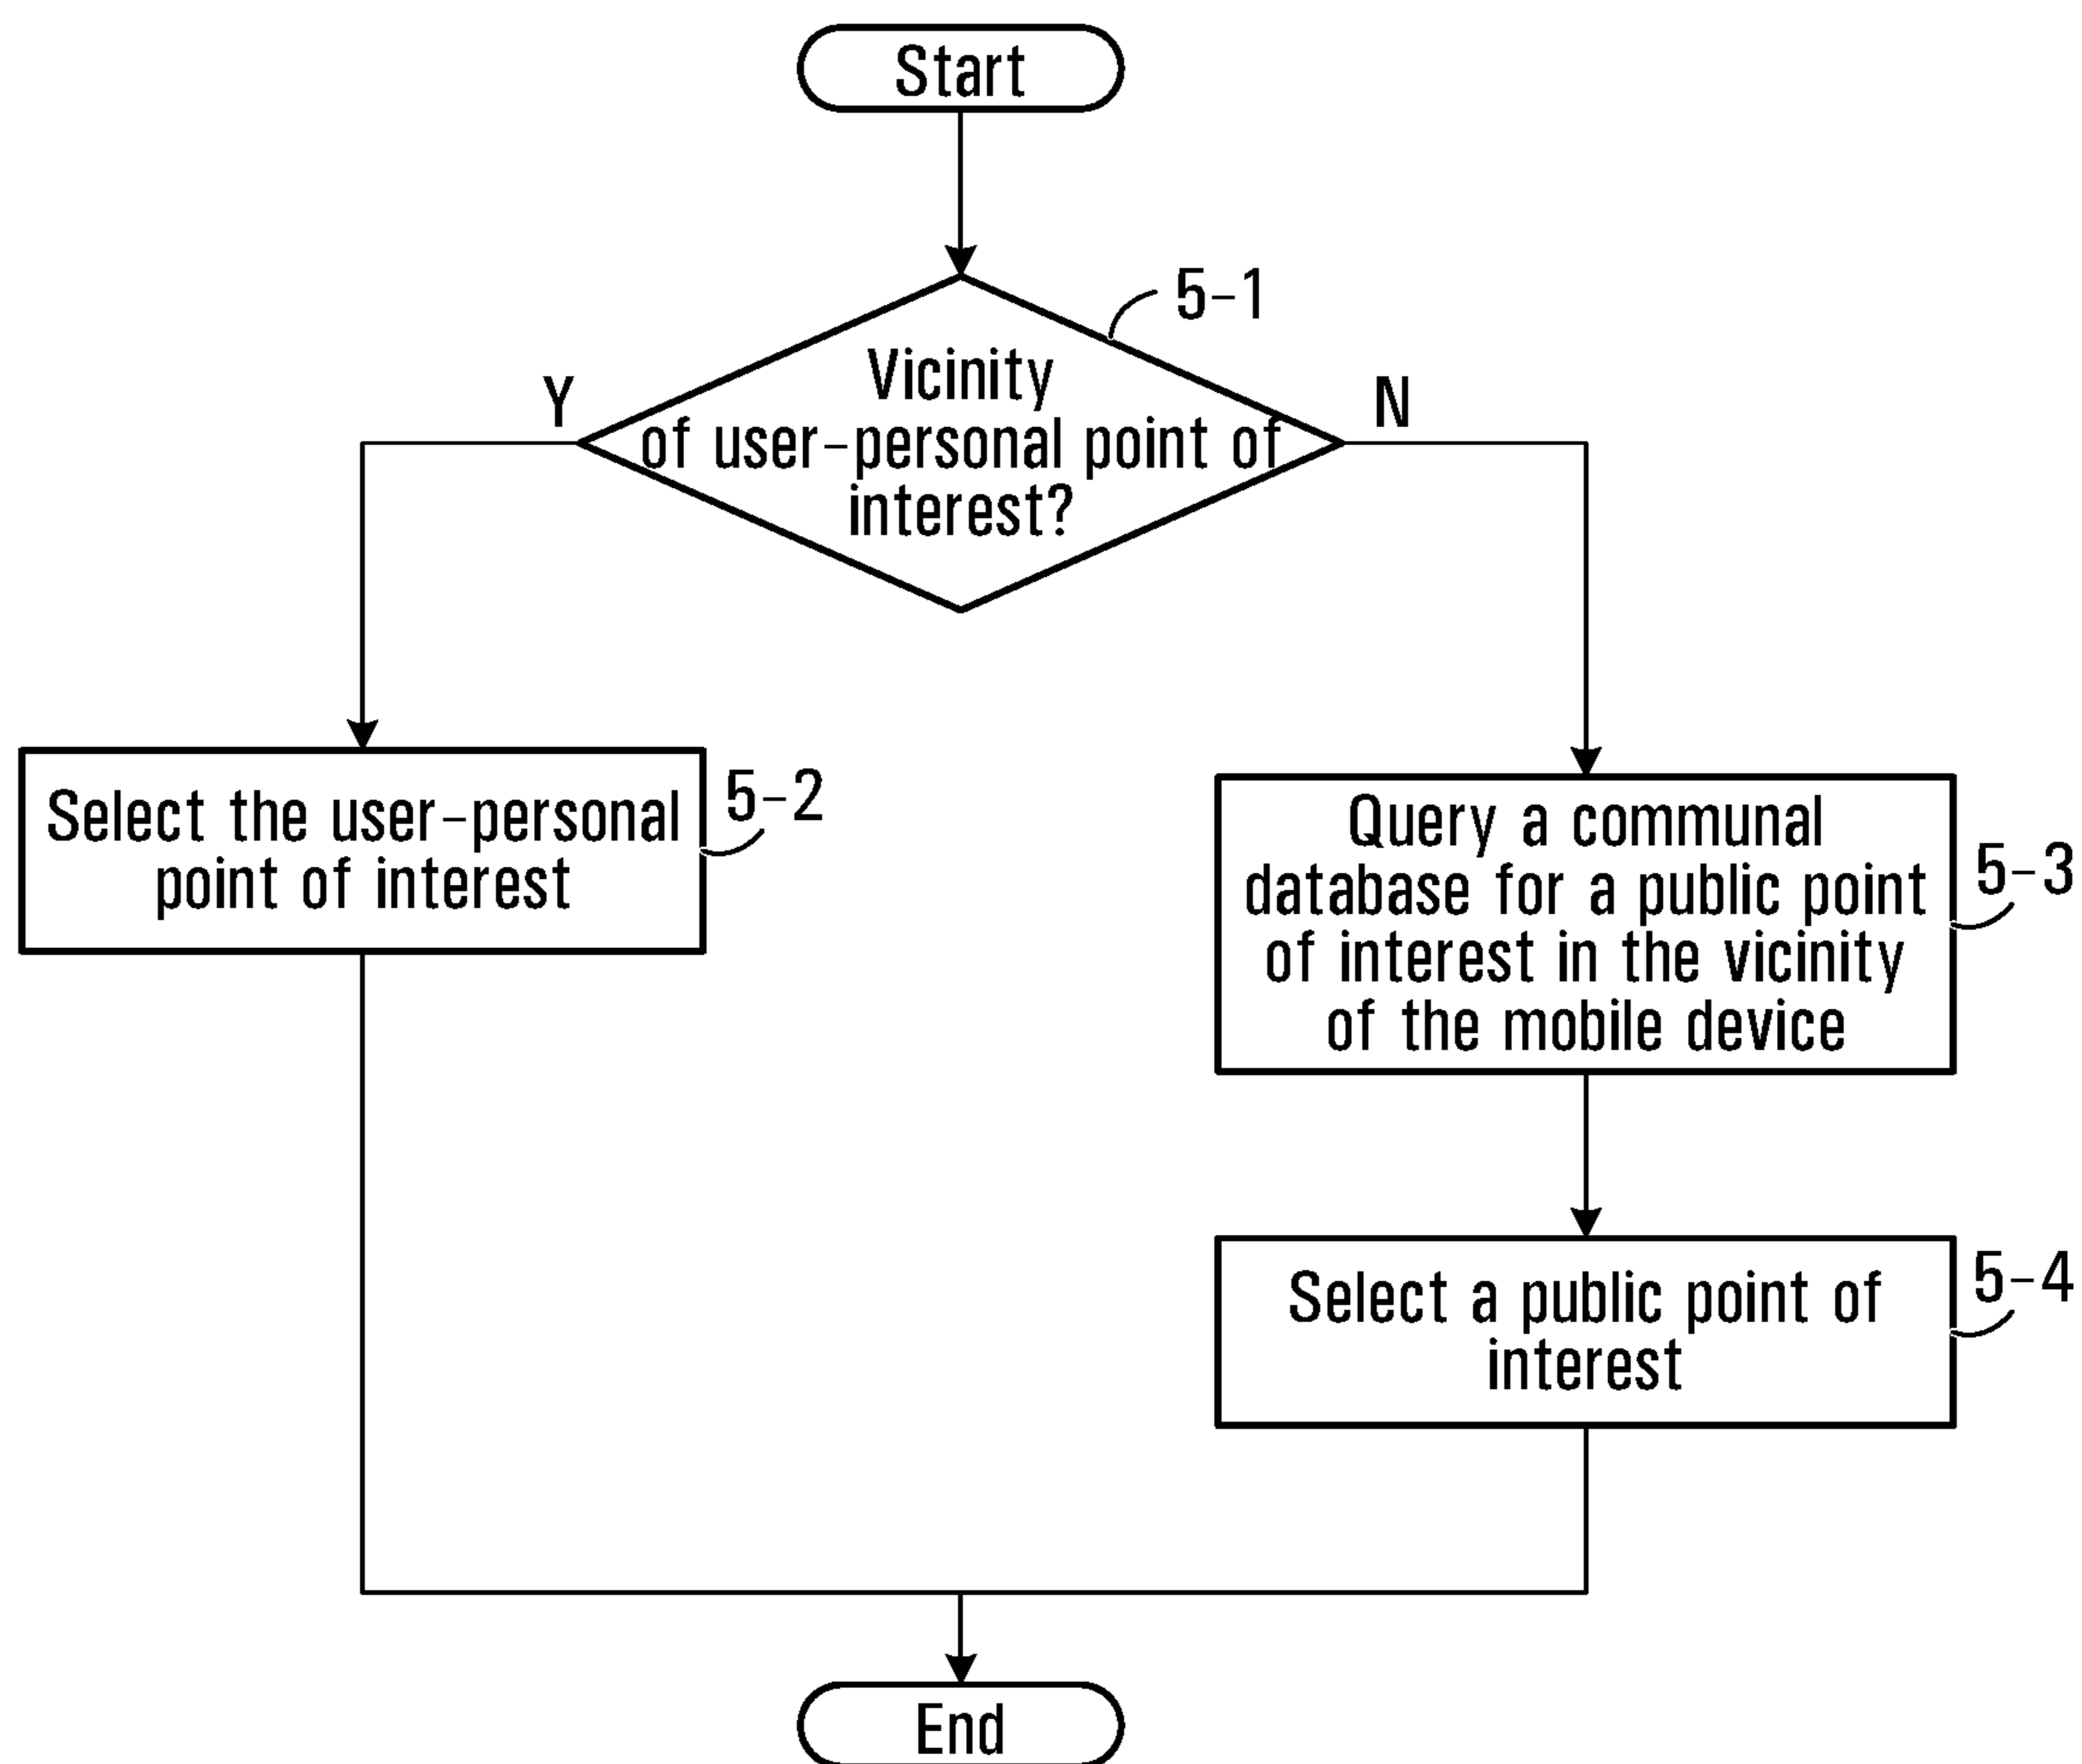 Start
5-1
Vicinity
of user-personal point of
interest?
Y
N
Select the user-personal
point of interest
5-2
Query a communal
database for a public point
of interest in the vicinity
of the mobile device
5-3
Select a public point of
interest
5-4
End